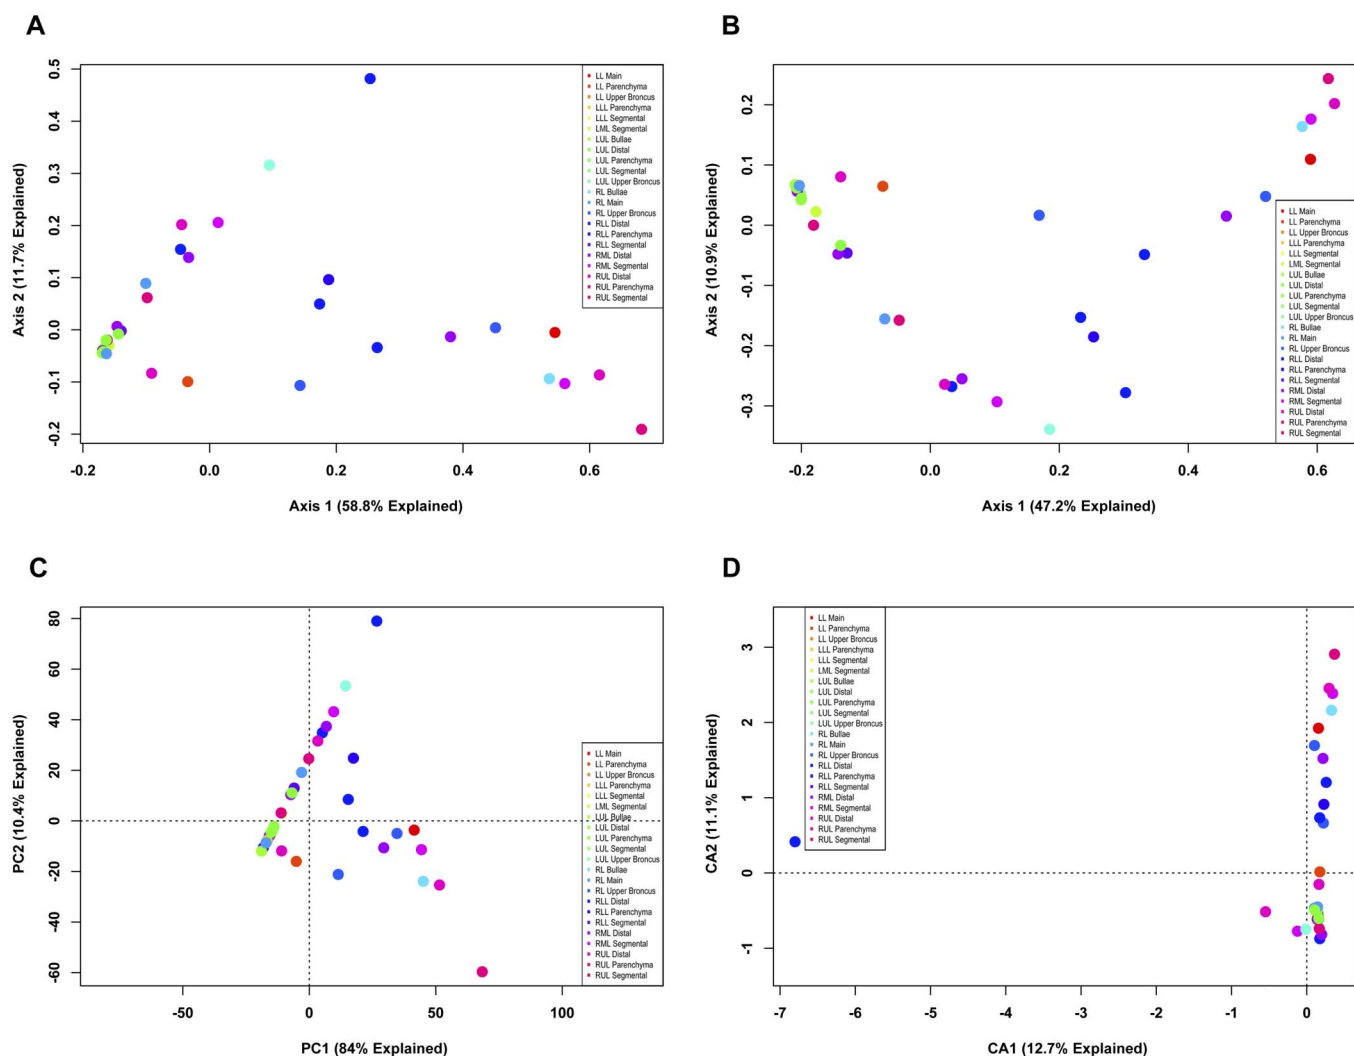 A
Axis 2 (11.7% Explained)
0.5
0.4
0.3
0.2
0.1
0.0
-0.1
-0.2
LL Main
LL Parenchyma
LL Upper Broncus
LLL Parenchyma
LLL Segmental
LML Segmental
LUL Bullae
LUL Distal
LUL Parenchyma
LUL Segmental
LUL Upper Broncus
RL Bullae
RL Main
RL Upper Broncus
RLL Distal
RLL Parenchyma
RLL Segmental
RML Distal
RML Segmental
RUL Distal
RUL Parenchyma
RUL Segmental
-0.2 0.0 0.2 0.4 0.6
Axis 1 (58.8% Explained)
B
Axis 2 (10.9% Explained)
0.2
0.1
0.0
-0.1
-0.2
-0.3
LL Main
LL Parenchyma
LL Upper Broncus
LLL Parenchyma
LLL Segmental
LML Segmental
LUL Bullae
LUL Distal
LUL Parenchyma
LUL Segmental
LUL Upper Broncus
RL Bullae
RL Main
RL Upper Broncus
RLL Distal
RLL Parenchyma
RLL Segmental
RML Distal
RML Segmental
RUL Distal
RUL Parenchyma
RUL Segmental
-0.2 0.0 0.2 0.4 0.6
Axis 1 (47.2% Explained)
C
PC2 (10.4% Explained)
80
60
40
20
0
-20
-40
-60
LL Main
LL Parenchyma
LL Upper Broncus
LLL Parenchyma
LLL Segmental
LML Segmental
LUL Bullae
LUL Distal
LUL Parenchyma
LUL Segmental
LUL Upper Broncus
RL Bullae
RL Main
RL Upper Broncus
RLL Distal
RLL Parenchyma
RLL Segmental
RML Distal
RML Segmental
RUL Distal
RUL Parenchyma
RUL Segmental
-50 0 50 100
PC1 (84% Explained)
D
CA2 (11.1% Explained)
3
2
1
0
-1
LL Main
LL Parenchyma
LL Upper Broncus
LLL Parenchyma
LLL Segmental
LML Segmental
LUL Bullae
LUL Distal
LUL Parenchyma
LUL Segmental
LUL Upper Broncus
RL Bullae
RL Main
RL Upper Broncus
RLL Distal
RLL Parenchyma
RLL Segmental
RML Distal
RML Segmental
RUL Distal
RUL Parenchyma
RUL Segmental
-7 -6 -5 -4 -3 -2 -1 0
CA1 (12.7% Explained)